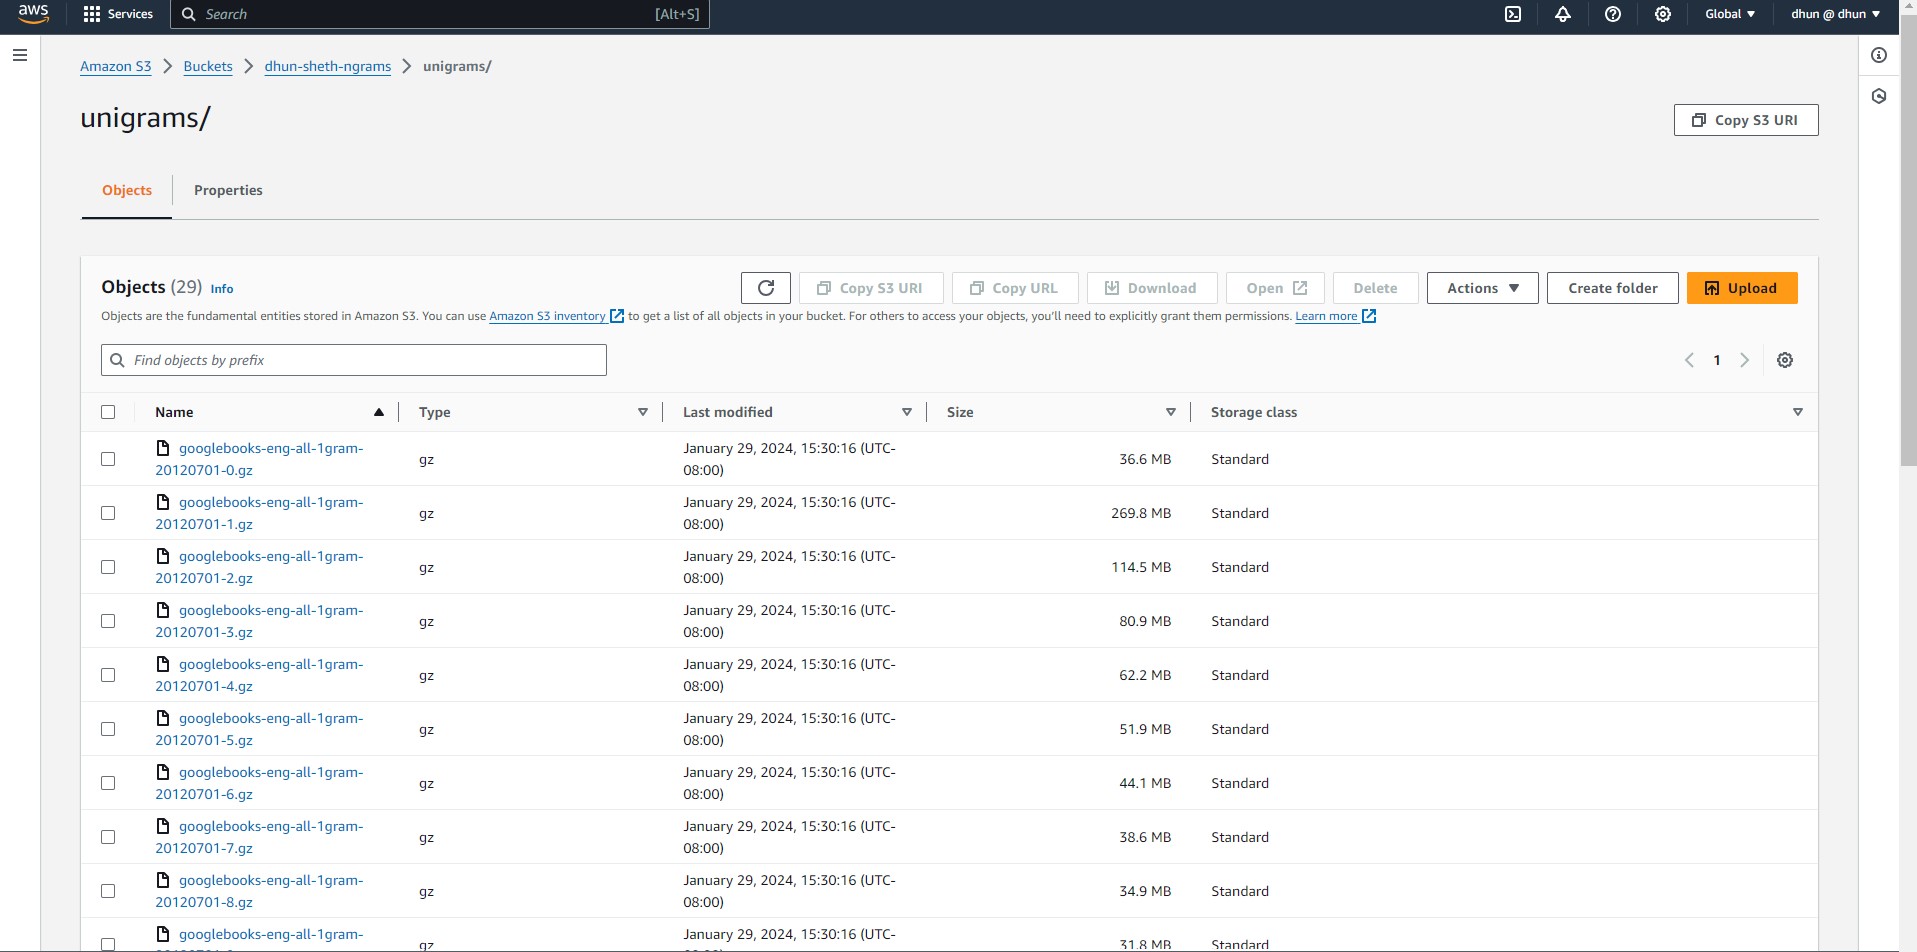 aws Services Search [Alt+S] Global dhun @ dhun
Amazon S3 Buckets dhun-sheth-ngrams unigrams/
unigrams/
Copy S3 URI
Objects Properties
Objects (29) Info Copy S3 URI Copy URL Download Open Delete Actions Create folder Upload
Objects are the fundamental entities stored in Amazon S3. You can use Amazon S3 inventory to get a list of all objects in your bucket. For others to access your objects, you'll need to explicitly grant them permissions. Learn more
Find objects by prefix 1
Name Type Last modified Size Storage class
googlebooks-eng-all-1gram- January 29, 2024, 15:30:16 (UTC-
gz 36.6 MB Standard
20120701-0.gz 08:00)
googlebooks-eng-all-1gram- January 29, 2024, 15:30:16 (UTC-
gz 269.8 MB Standard
20120701-1.gz 08:00)
googlebooks-eng-all-1gram- January 29, 2024, 15:30:16 (UTC-
gz 114.5 MB Standard
20120701-2.gz 08:00)
googlebooks-eng-all-1gram- January 29, 2024, 15:30:16 (UTC-
gz 80.9 MB Standard
20120701-3.gz 08:00)
googlebooks-eng-all-1gram- January 29, 2024, 15:30:16 (UTC-
gz 62.2 MB Standard
20120701-4.gz 08:00)
googlebooks-eng-all-1gram- January 29, 2024, 15:30:16 (UTC-
gz 51.9 MB Standard
20120701-5.gz 08:00)
googlebooks-eng-all-1gram- January 29, 2024, 15:30:16 (UTC-
gz 44.1 MB Standard
20120701-6.gz 08:00)
googlebooks-eng-all-1gram- January 29, 2024, 15:30:16 (UTC-
gz 38.6 MB Standard
20120701-7.gz 08:00)
googlebooks-eng-all-1gram- January 29, 2024, 15:30:16 (UTC-
gz 34.9 MB Standard
20120701-8.gz 08:00)
googlebooks-eng-all-1gram- January 29, 2024, 15:30:16 (UTC-
gz 31.8 MB Standard